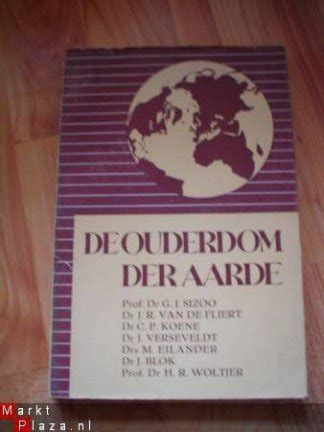 DE OUDERDOM
DER AARDE
Prof. Dr G. J. SIZOO
Dr J. R. VAN DE FLIERT
Dr C. P. KOENE
Dr J. VERSEVELDT
Drs M. EILANDER
Dr J. BLOK
Prof. Dr H. R. WOLTJER
Markt
Plaza.nl